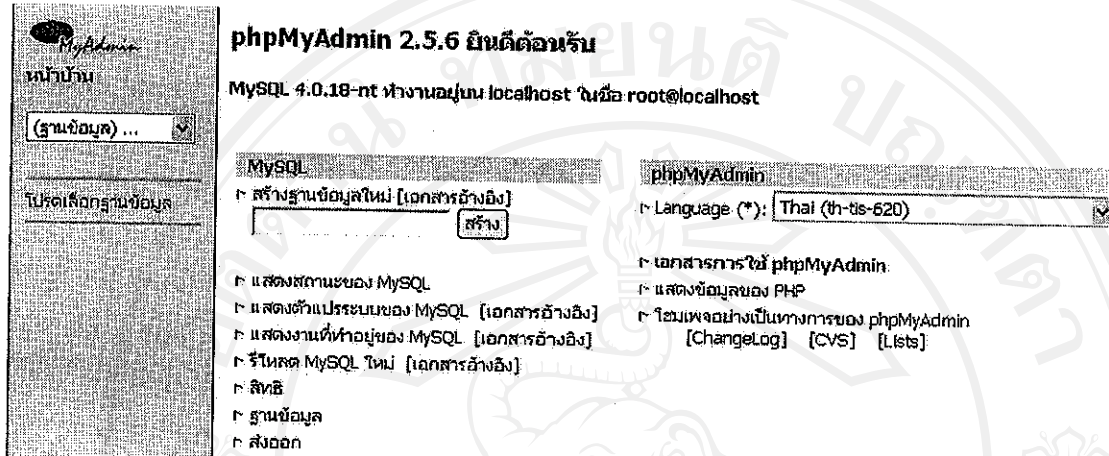 MyAdmin
หน้าบ้าน
(ฐานข้อมูล) ...
โปรดเลือกฐานข้อมูล
phpMyAdmin 2.5.6 ยินดีต้อนรับ
MySQL 4.0.18-nt ทำงานอยู่บน localhost ในชื่อ root@localhost
MySQL
สร้างฐานข้อมูลใหม่ [เอกสารอ้างอิง]
สร้าง
แสดงสถานะของ MySQL
แสดงตัวแปรระบบของ MySQL [เอกสารอ้างอิง]
แสดงงานที่ทำอยู่ของ MySQL [เอกสารอ้างอิง]
รีโหลด MySQL ใหม่ [เอกสารอ้างอิง]
สิทธิ
ฐานข้อมูล
ส่งออก
phpMyAdmin
Language (*): Thai (th-tis-620)
เอกสารการใช้ phpMyAdmin
แสดงข้อมูลของ PHP
โฮมเพจอย่างเป็นทางการของ phpMyAdmin
[ChangeLog] [CVS] [Lists]